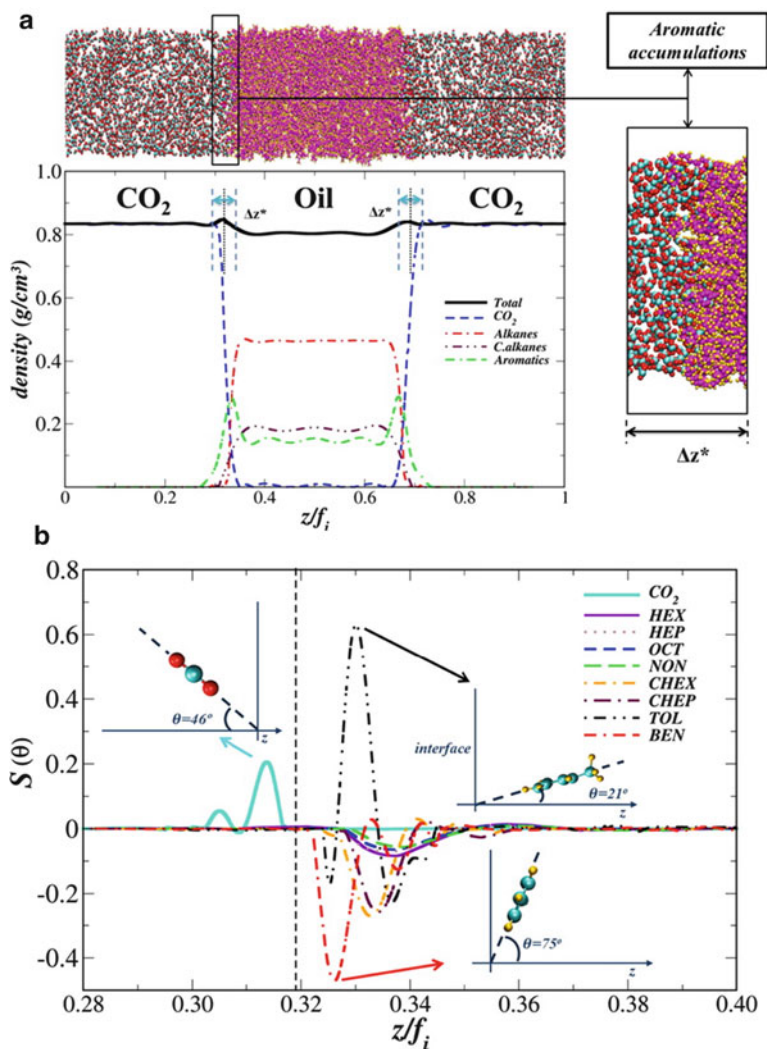 a
Aromatic
accumulations
CO2 Oil CO2
Δz* Δz*
1.0
0.8
0.6
0.4
0.2
density (g/cm³)
Total
CO2
Alkanes
C.alkanes
Aromatics
0 0.2 0.4 0.6 0.8 1
z/fi
Δz*
b
0.8
0.6
0.4
0.2
0
-0.2
-0.4
S(θ)
θ=46º
z
CO2
HEX
HEP
OCT
NON
CHEX
CHEP
TOL
BEN
interface
θ=21º
z
θ=75º
z
0.28 0.30 0.32 0.34 0.36 0.38 0.40
z/fi